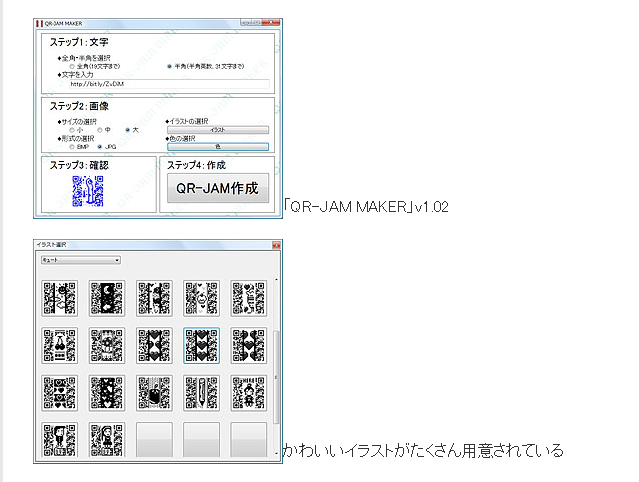 QR-JAM MAKER
ステップ1：文字
◆全角・半角を選択
全角(19文字まで)
半角(半角英数、31文字まで)
◆文字を入力
http://bit.ly/ZvDiM
ステップ2：画像
◆サイズの選択
小 中 大
◆イラストの選択
イラスト
◆形式の選択
BMP JPG
◆色の選択
色
ステップ3：確認
ステップ4：作成
QR-JAM作成
「QR-JAM MAKER」v1.02
イラスト選択
キュート
かわいいイラストがたくさん用意されている